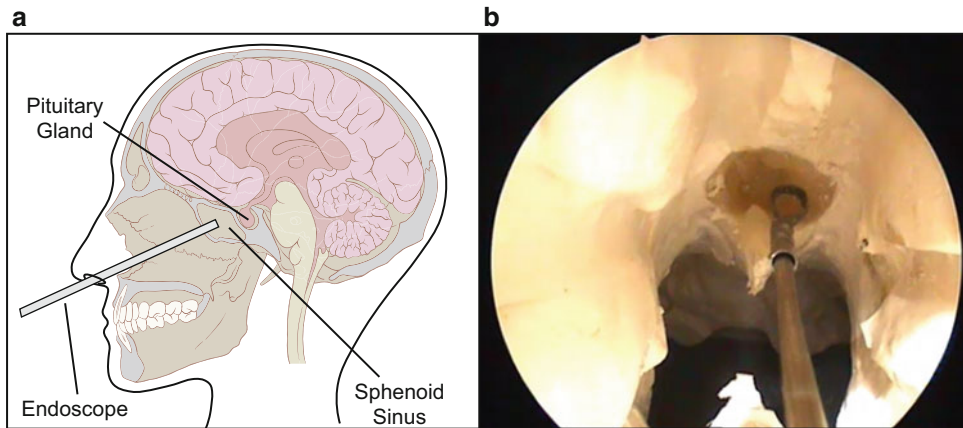 a
b
Pituitary
Gland
Endoscope
Sphenoid
Sinus